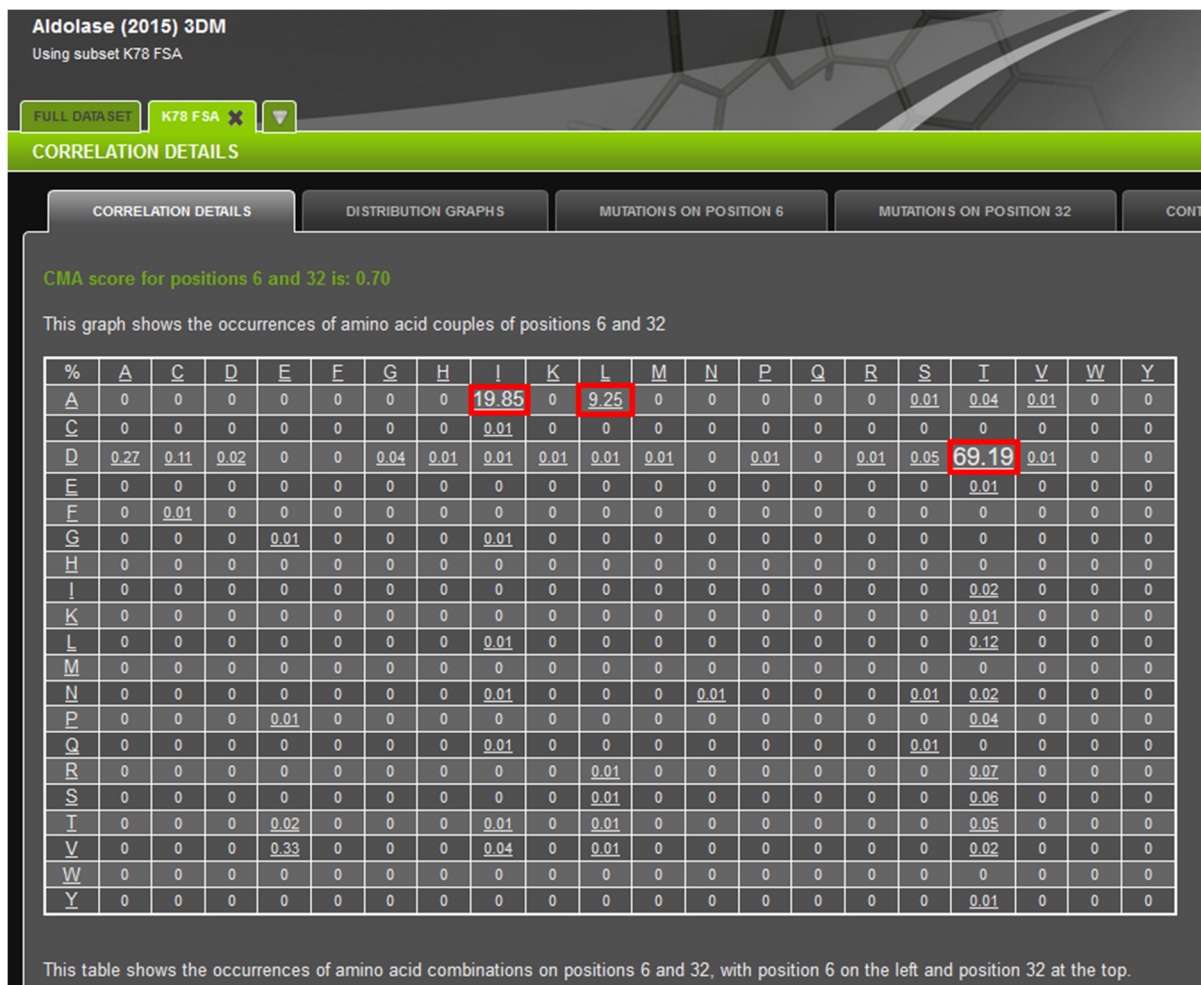 Aldolase (2015) 3DM
Using subset K78 FSA
FULL DATASET K78 FSA
CORRELATION DETAILS
CORRELATION DETAILS DISTRIBUTION GRAPHS MUTATIONS ON POSITION 6 MUTATIONS ON POSITION 32 CONT
CMA score for positions 6 and 32 is: 0.70
This graph shows the occurrences of amino acid couples of positions 6 and 32
% A C D E F G H I K L M N P Q R S T V W Y
A 0 0 0 0 0 0 0 19.85 0 9.25 0 0 0 0 0 0.01 0.04 0.01 0 0
C 0 0 0 0 0 0 0 0.01 0 0 0 0 0 0 0 0 0 0 0 0
D 0.27 0.11 0.02 0 0 0.04 0.01 0.01 0.01 0.01 0.01 0 0.01 0 0.01 0.05 69.19 0.01 0 0
E 0 0 0 0 0 0 0 0 0 0 0 0 0 0 0 0 0.01 0 0 0
F 0 0.01 0 0 0 0 0 0 0 0 0 0 0 0 0 0 0 0 0 0
G 0 0 0 0.01 0 0 0 0.01 0 0 0 0 0 0 0 0 0 0 0 0
H 0 0 0 0 0 0 0 0 0 0 0 0 0 0 0 0 0 0 0 0
I 0 0 0 0 0 0 0 0 0 0 0 0 0 0 0 0 0.02 0 0 0
K 0 0 0 0 0 0 0 0 0 0 0 0 0 0 0 0 0.01 0 0 0
L 0 0 0 0 0 0 0 0.01 0 0 0 0 0 0 0 0 0.12 0 0 0
M 0 0 0 0 0 0 0 0 0 0 0 0 0 0 0 0 0 0 0 0
N 0 0 0 0 0 0 0 0.01 0 0 0 0.01 0 0 0 0.01 0.02 0 0 0
P 0 0 0 0.01 0 0 0 0 0 0 0 0 0 0 0 0 0.04 0 0 0
Q 0 0 0 0 0 0 0 0.01 0 0 0 0 0 0 0 0.01 0 0 0 0
R 0 0 0 0 0 0 0 0 0 0.01 0 0 0 0 0 0 0.07 0 0 0
S 0 0 0 0 0 0 0 0 0 0.01 0 0 0 0 0 0 0.06 0 0 0
T 0 0 0 0.02 0 0 0 0.01 0 0.01 0 0 0 0 0 0 0.05 0 0 0
V 0 0 0 0.33 0 0 0 0.04 0 0.01 0 0 0 0 0 0 0.02 0 0 0
W 0 0 0 0 0 0 0 0 0 0 0 0 0 0 0 0 0 0 0 0
Y 0 0 0 0 0 0 0 0 0 0 0 0 0 0 0 0 0.01 0 0 0
This table shows the occurrences of amino acid combinations on positions 6 and 32, with position 6 on the left and position 32 at the top.